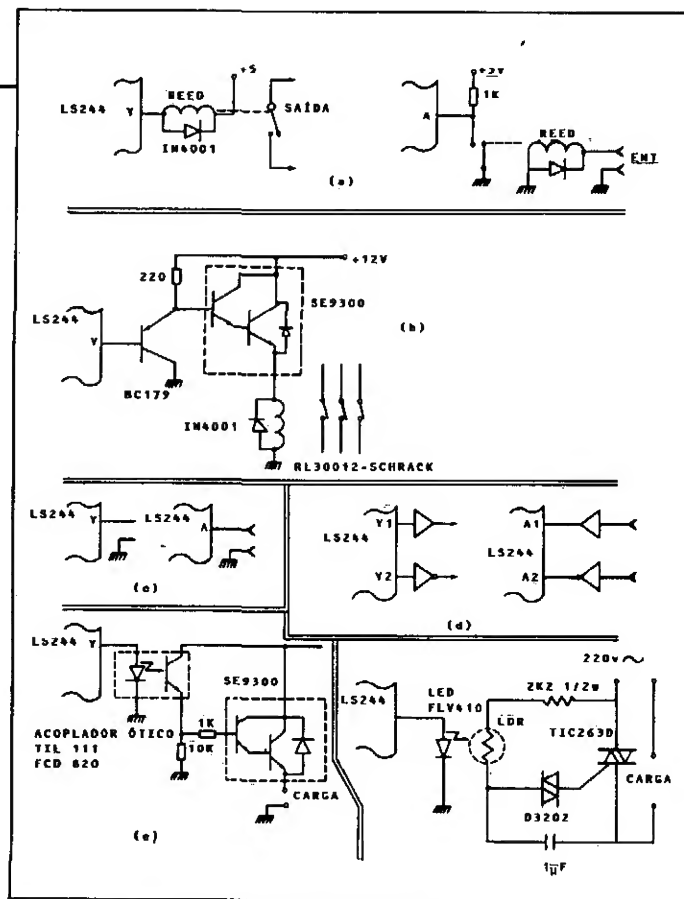 +5
REED
LS244
Y
SAÍDA
IN4001
+5V
1K
A
REED
ENT
(a)
+12V
220
SE9300
LS244
Y
(b)
BC179
IN4001
RL30012-SCHRACK
LS244
Y
LS244
A
(c)
Y1
LS244
Y2
A1
LS244
A2
(d)
LS244
Y
SE9300
ACOPLADOR ÓTICO
TIL 111
FCD 820
1K
10K
CARGA
(e)
220V
LS244
LED
FLV410
2K2 1/2W
LDR
TIC263D
CARGA
D3202
1µF